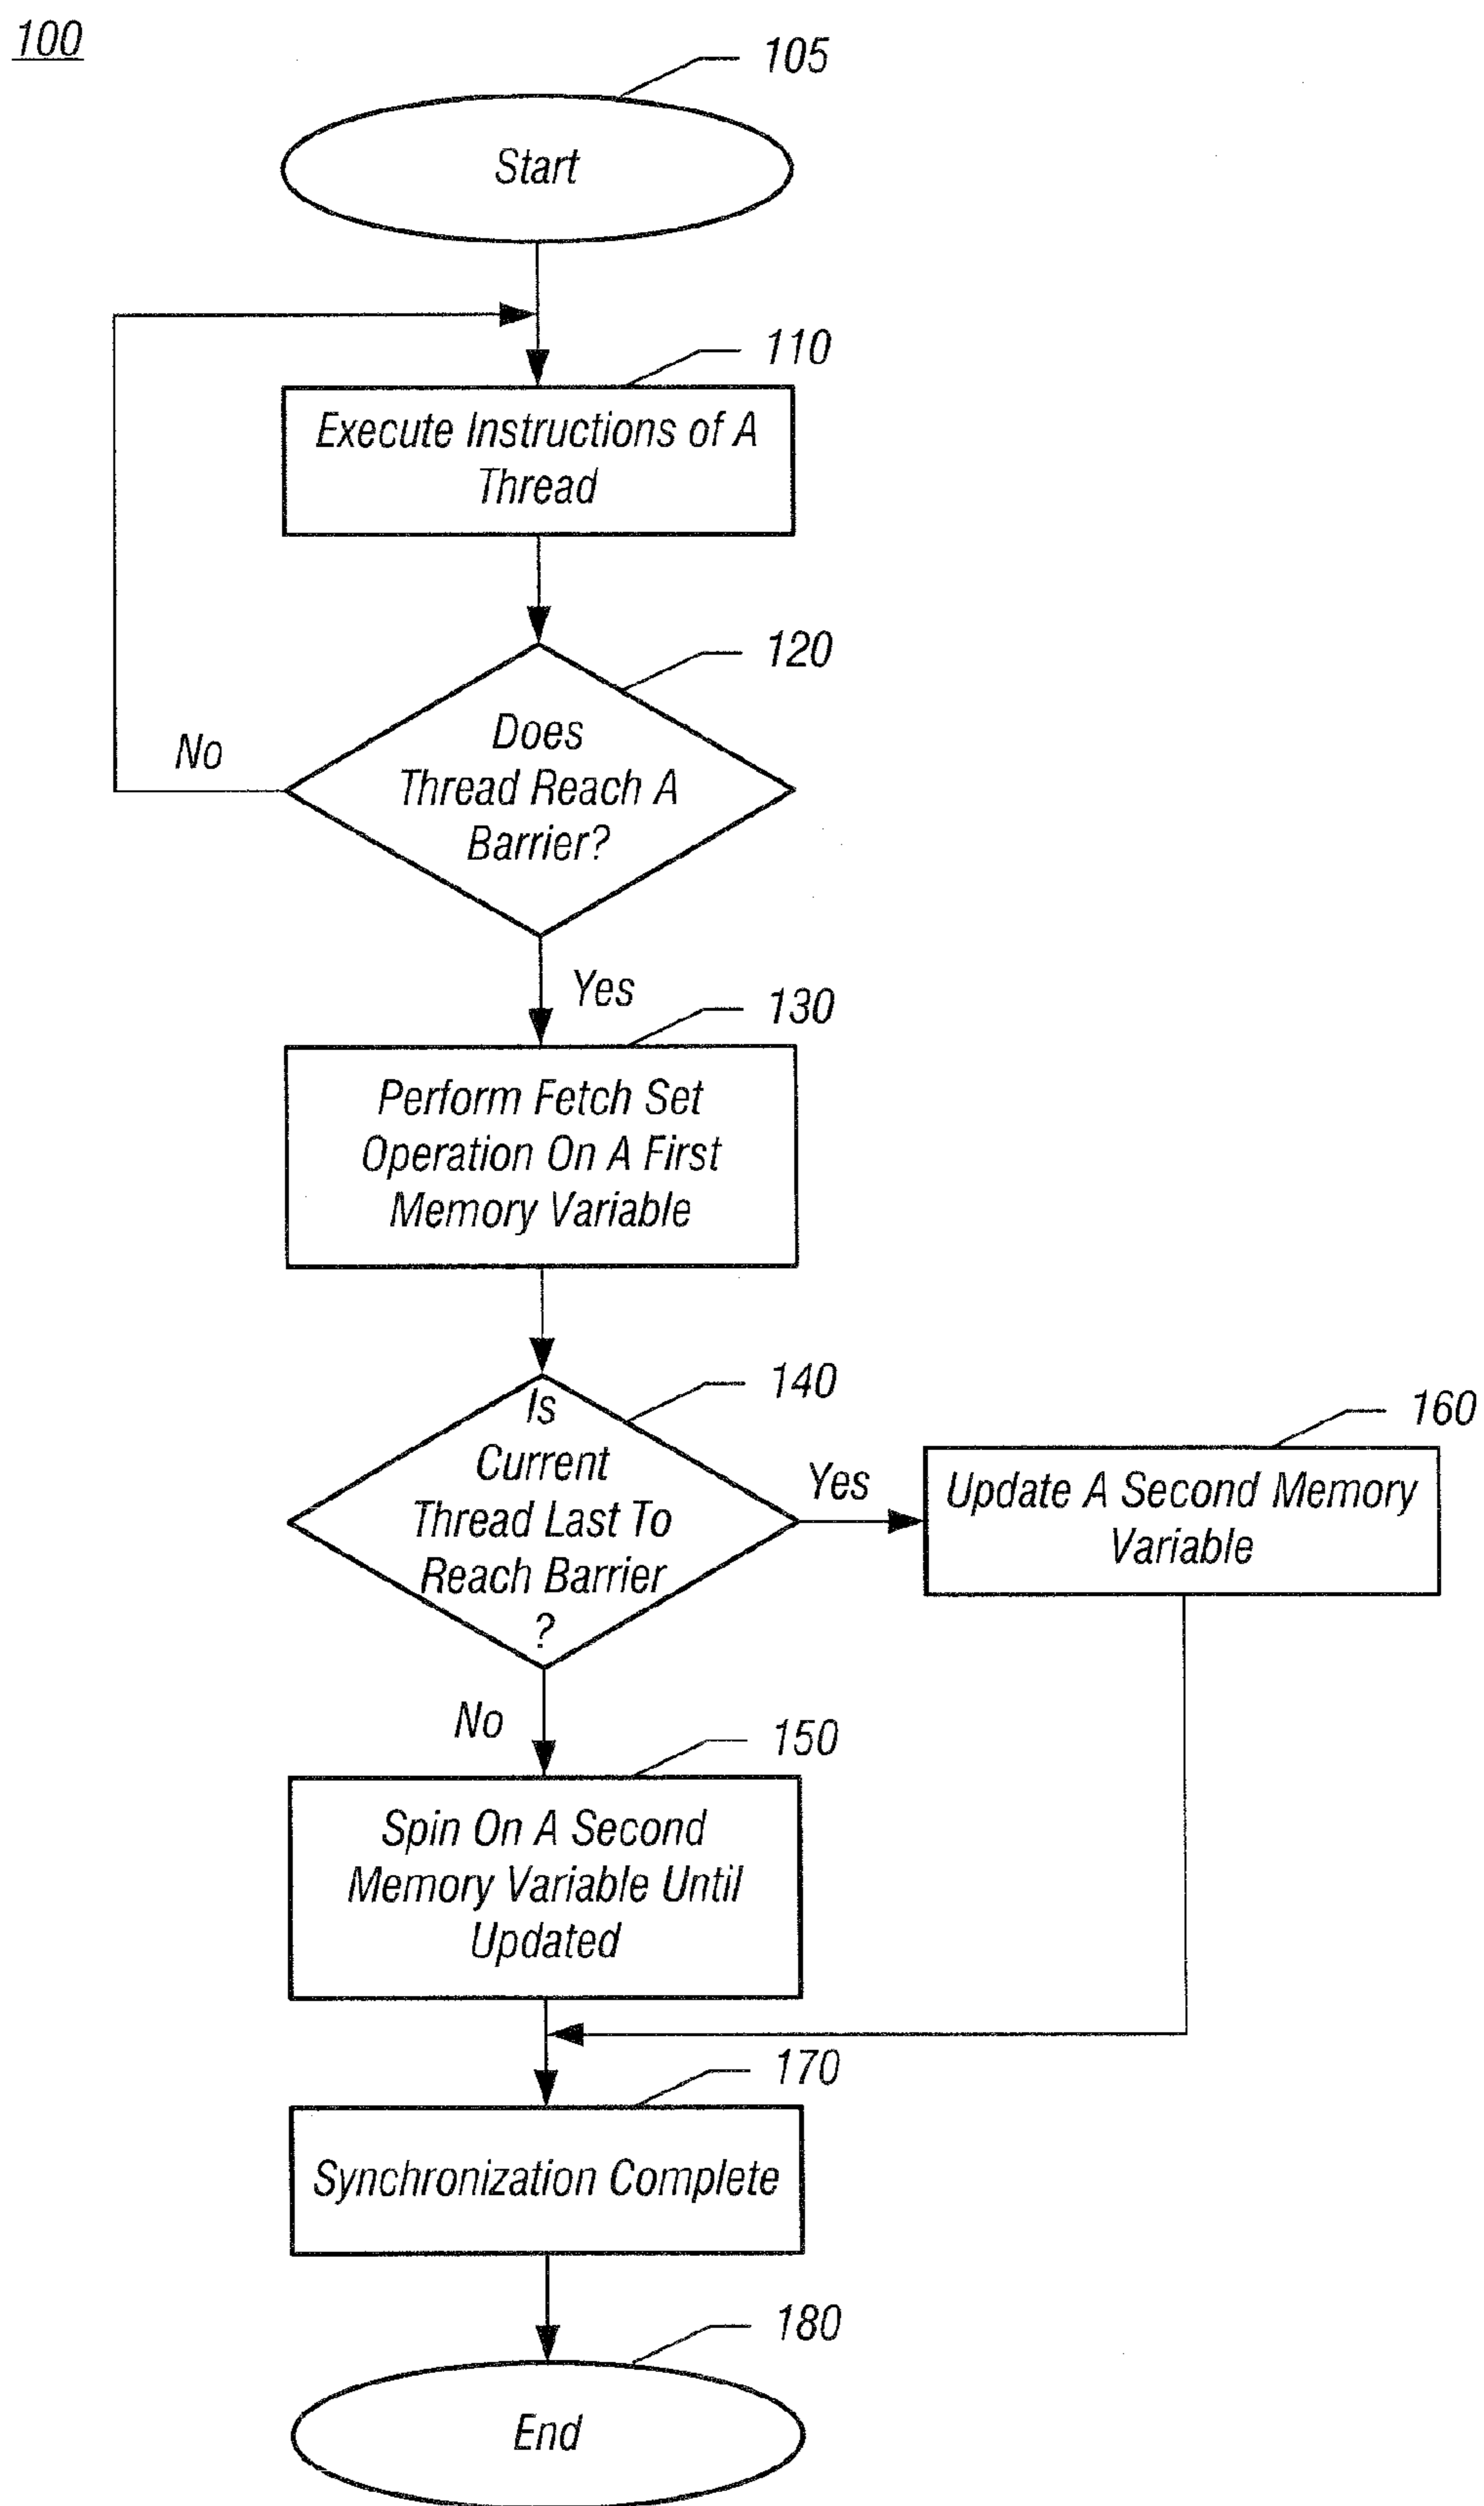 100
105
Start
110
Execute Instructions of A
Thread
120
Does
Thread Reach A
Barrier?
No
Yes
130
Perform Fetch Set
Operation On A First
Memory Variable
140
Is
Current
Thread Last To
Reach Barrier
?
Yes
160
Update A Second Memory
Variable
No
150
Spin On A Second
Memory Variable Until
Updated
170
Synchronization Complete
180
End